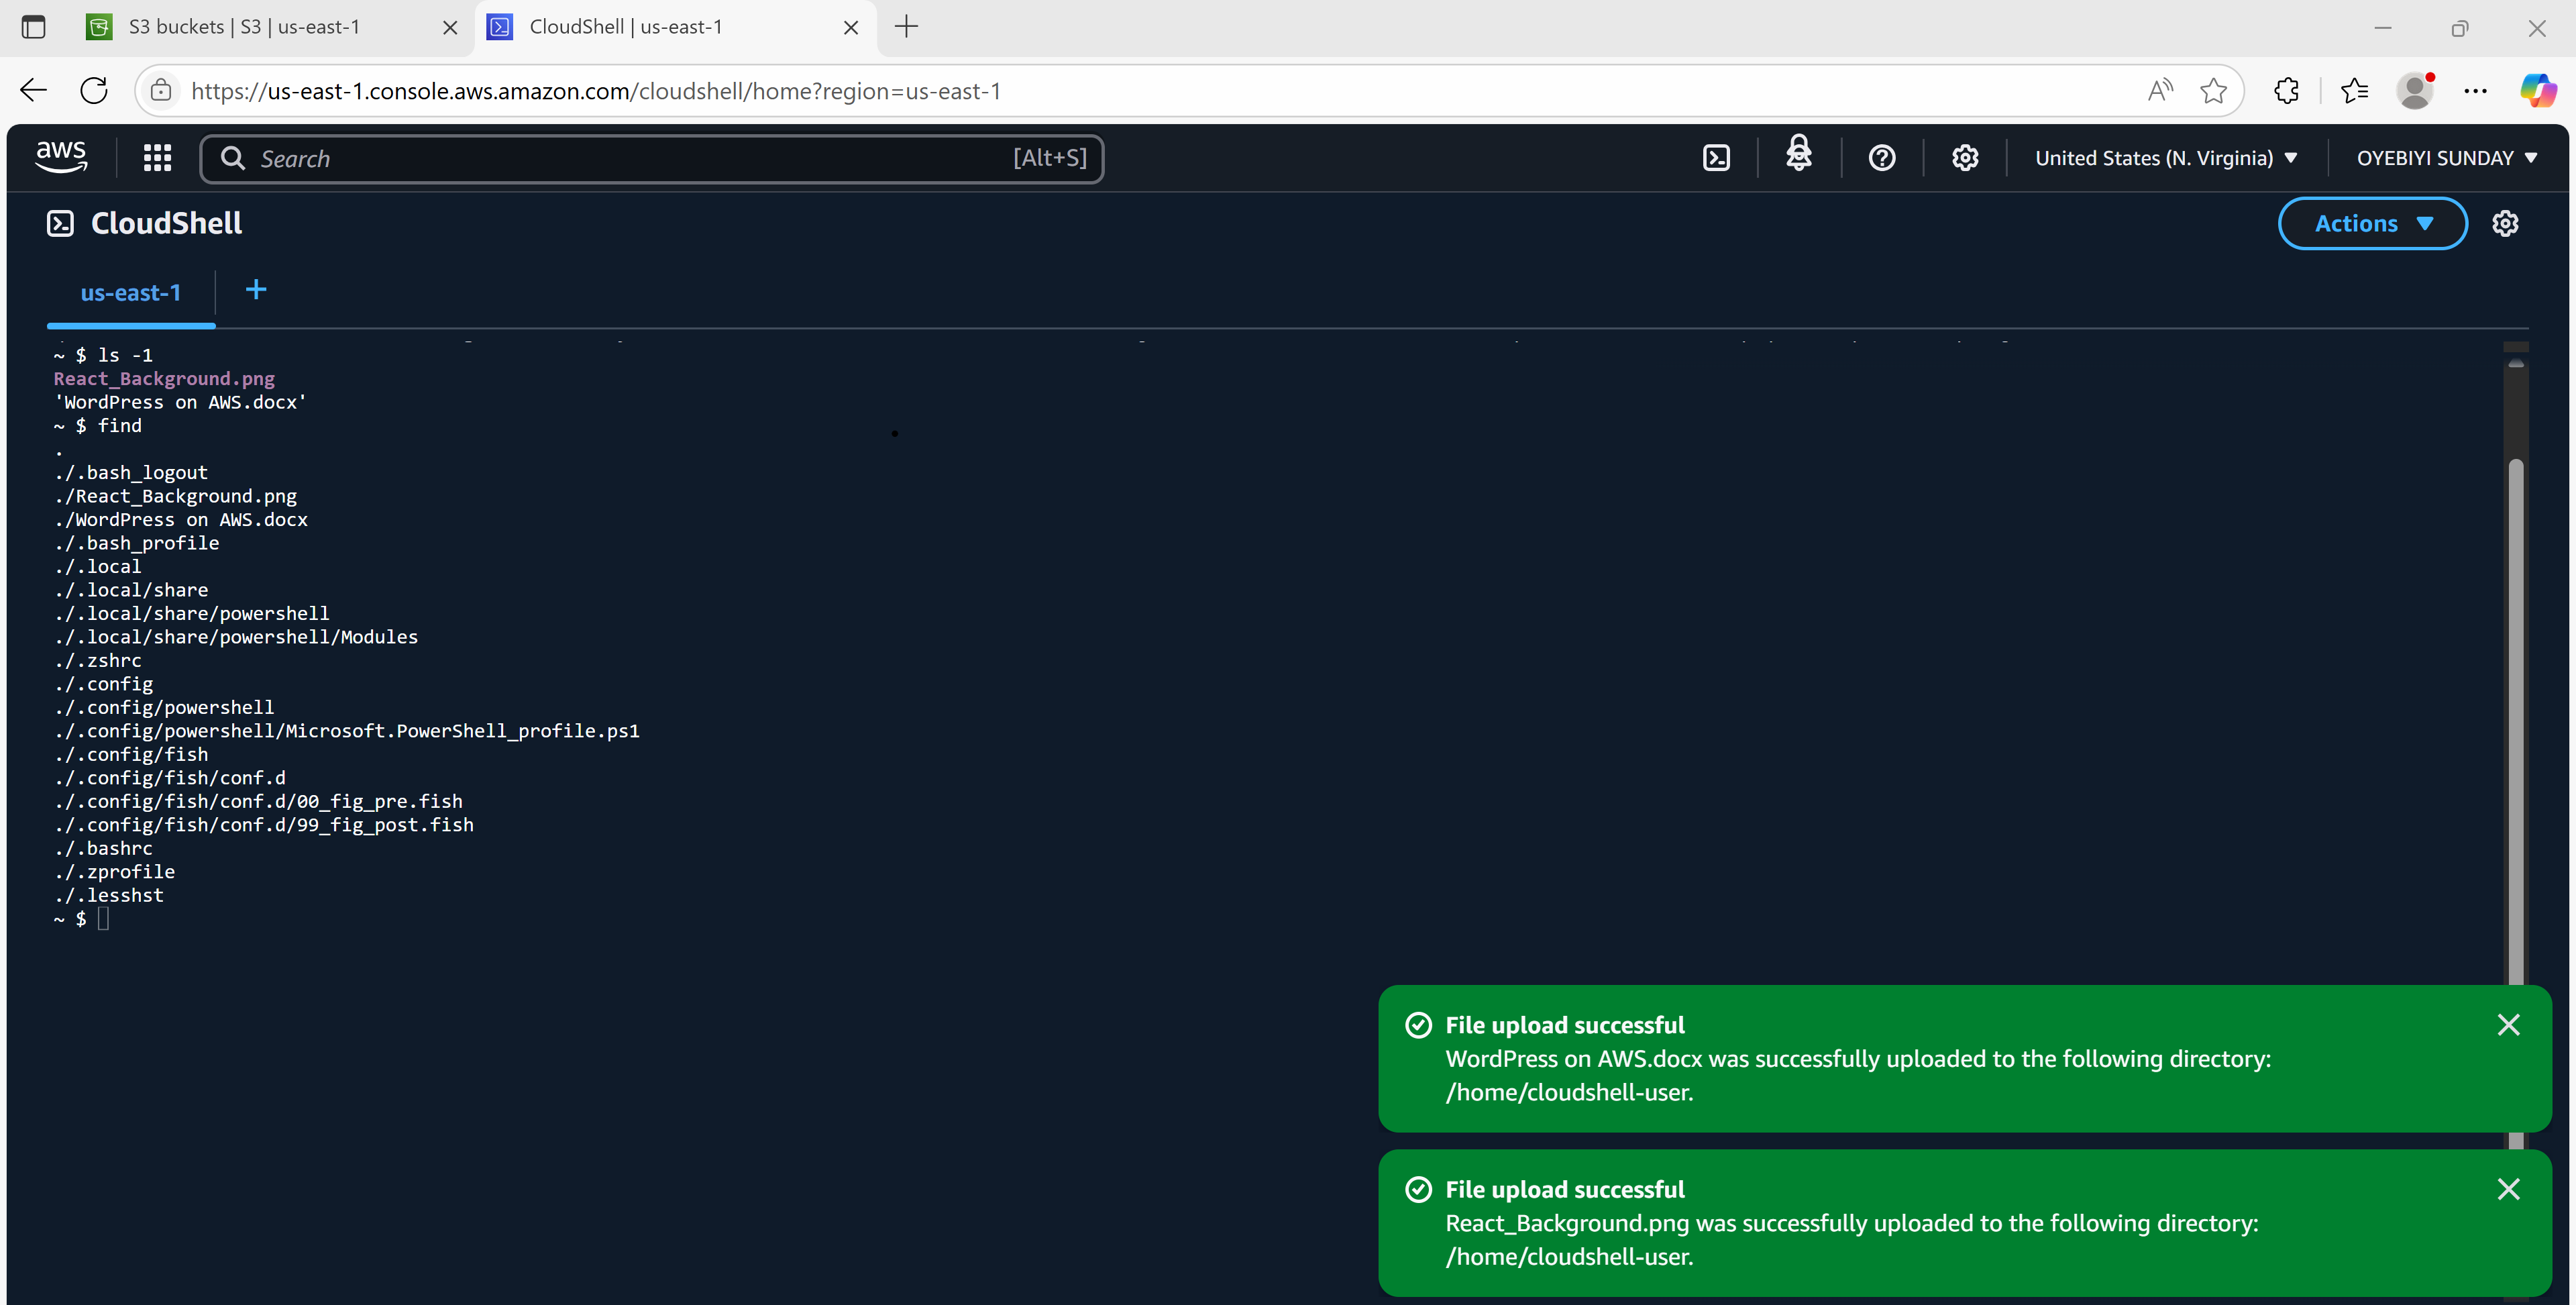 S3 buckets | S3 | us-east-1
CloudShell | us-east-1
https://us-east-1.console.aws.amazon.com/cloudshell/home?region=us-east-1
aws
Search
[Alt+S]
United States (N. Virginia)
OYEBIYI SUNDAY
CloudShell
Actions
us-east-1
~ $ ls -1
React_Background.png
'WordPress on AWS.docx'
~ $ find
.
./.bash_logout
./React_Background.png
./WordPress on AWS.docx
./.bash_profile
./.local
./.local/share
./.local/share/powershell
./.local/share/powershell/Modules
./.zshrc
./.config
./.config/powershell
./.config/powershell/Microsoft.PowerShell_profile.ps1
./.config/fish
./.config/fish/conf.d
./.config/fish/conf.d/00_fig_pre.fish
./.config/fish/conf.d/99_fig_post.fish
./.bashrc
./.zprofile
./.lesshst
~ $
File upload successful
WordPress on AWS.docx was successfully uploaded to the following directory:
/home/cloudshell-user.
File upload successful
React_Background.png was successfully uploaded to the following directory:
/home/cloudshell-user.